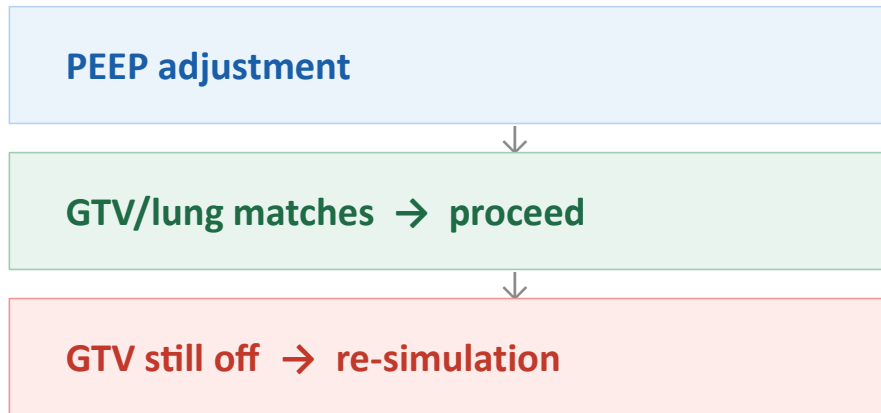 PEEP adjustment
GTV/lung matches → proceed
GTV still off → re-simulation